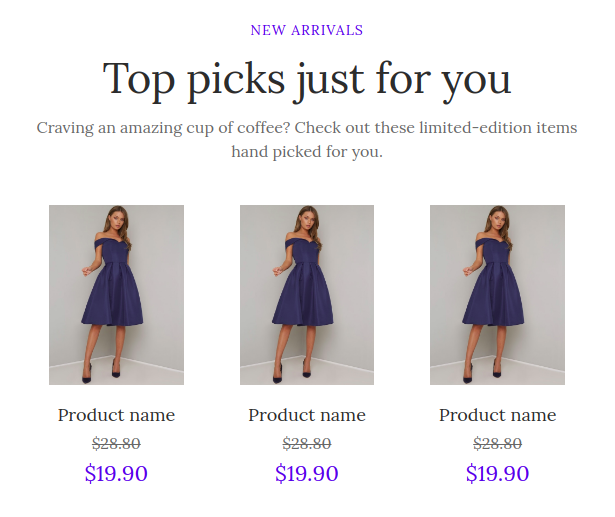 NEW ARRIVALS
Top picks just for you
Craving an amazing cup of coffee? Check out these limited-edition items
hand picked for you.
Product name
$28.80
$19.90
Product name
$28.80
$19.90
Product name
$28.80
$19.90